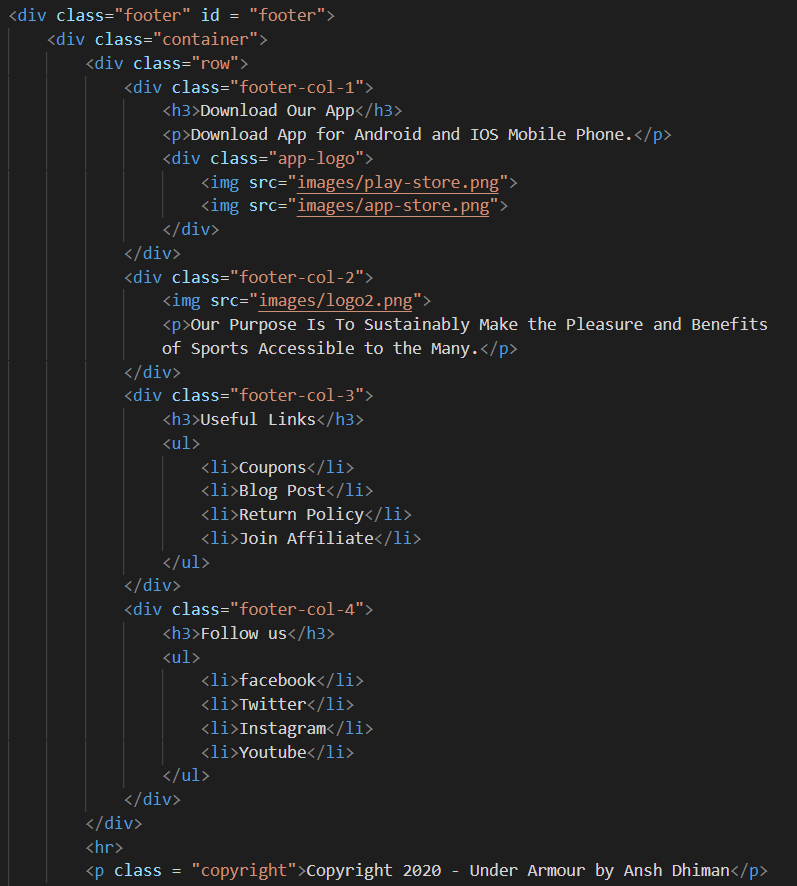 <div class="footer" id = "footer">
    <div class="container">
        <div class="row">
            <div class="footer-col-1">
                <h3>Download Our App</h3>
                <p>Download App for Android and IOS Mobile Phone.</p>
                <div class="app-logo">
                    <img src="images/play-store.png">
                    <img src="images/app-store.png">
                </div>
            </div>
            <div class="footer-col-2">
                <img src="images/logo2.png">
                <p>Our Purpose Is To Sustainably Make the Pleasure and Benefits
                of Sports Accessible to the Many.</p>
            </div>
            <div class="footer-col-3">
                <h3>Useful Links</h3>
                <ul>
                    <li>Coupons</li>
                    <li>Blog Post</li>
                    <li>Return Policy</li>
                    <li>Join Affiliate</li>
                </ul>
            </div>
            <div class="footer-col-4">
                <h3>Follow us</h3>
                <ul>
                    <li>facebook</li>
                    <li>Twitter</li>
                    <li>Instagram</li>
                    <li>Youtube</li>
                </ul>
            </div>
        </div>
        <hr>
        <p class = "copyright">Copyright 2020 - Under Armour by Ansh Dhiman</p>